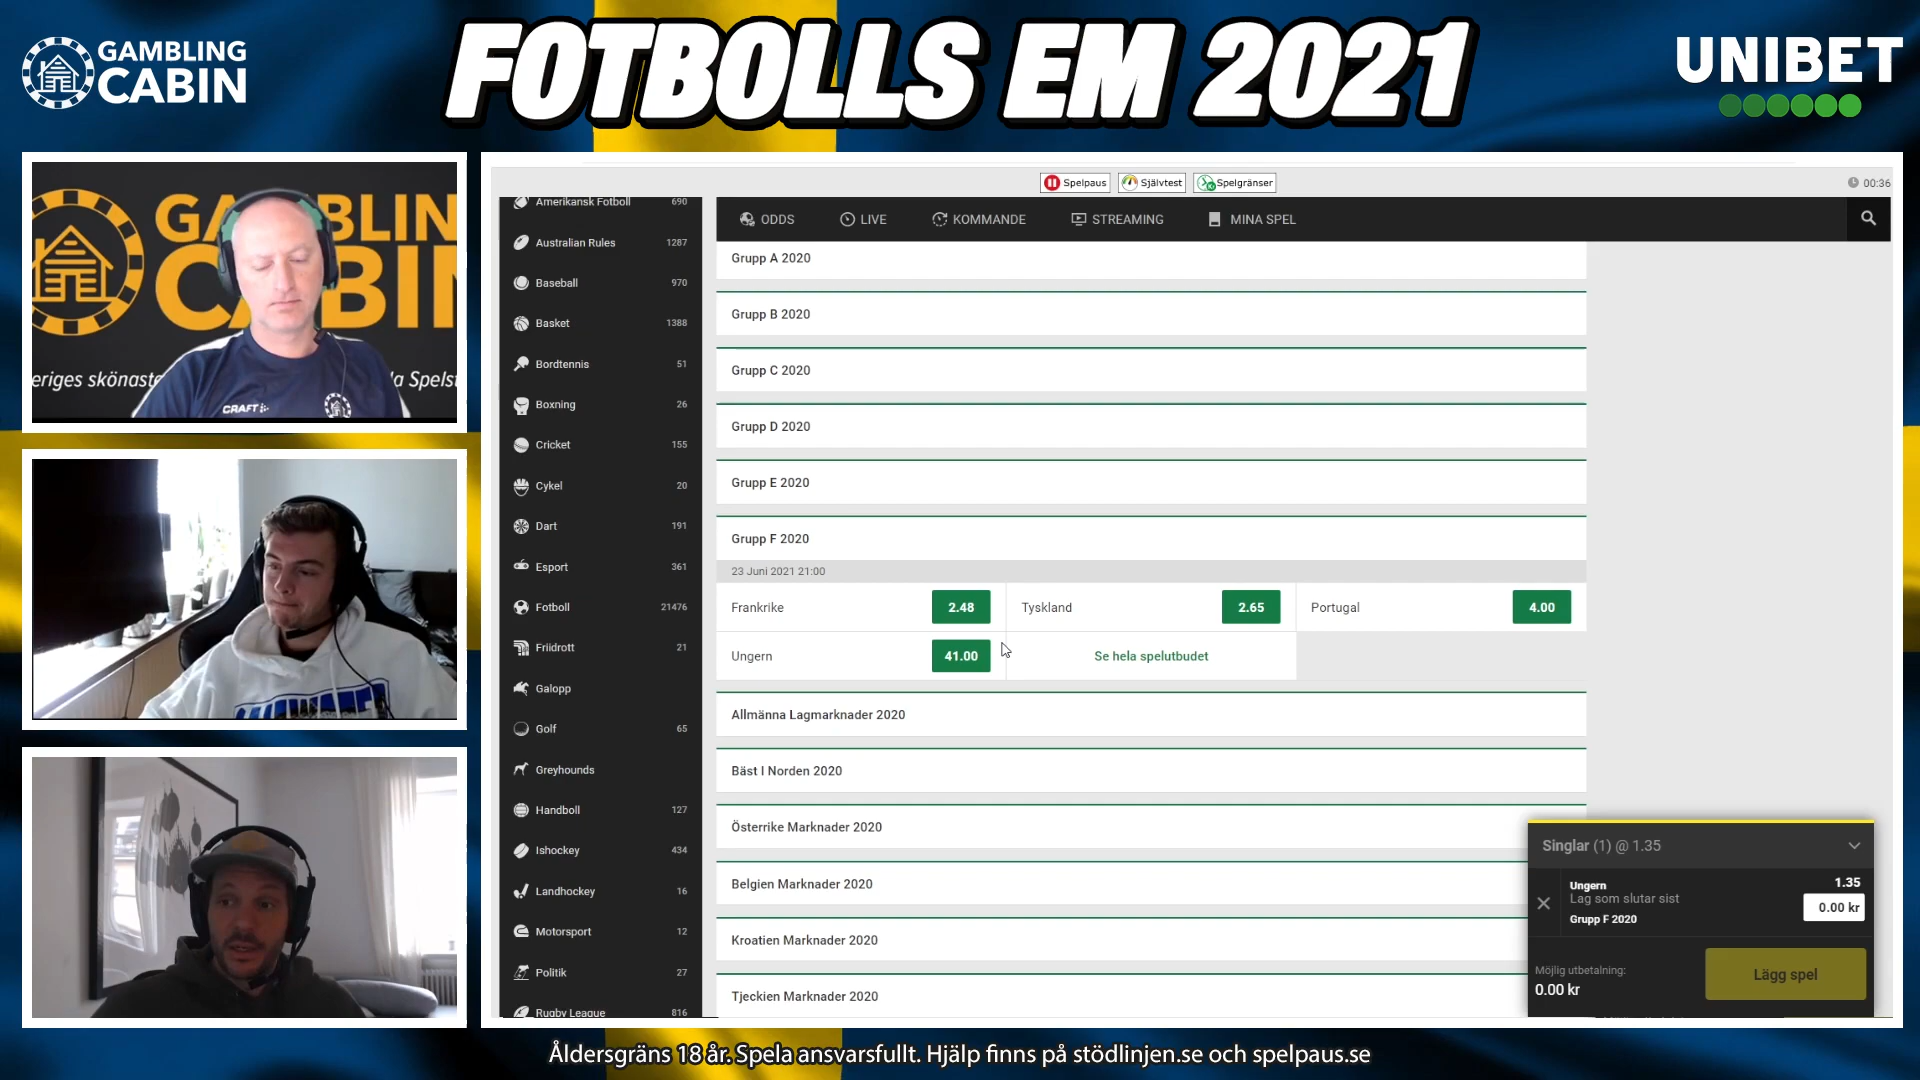 GAMBLING
CABIN
FOTBOLLS EM 2021
UNIBET
GAMBLING
CABIN
eriges skönaste
la Spelst
CRAFT
Spelpaus
Självtest
Spelgränser
00:36
ODDS
LIVE
KOMMANDE
STREAMING
MINA SPEL
Amerikansk Fotboll 690
Australian Rules 1287
Baseball 970
Basket 1388
Bordtennis 51
Boxning 26
Cricket 155
Cykel 20
Dart 191
Esport 361
Fotboll 21476
Friidrott 21
Galopp
Golf 65
Greyhounds
Handboll 127
Ishockey 434
Landhockey 16
Motorsport 12
Politik 27
Rugby League 816
Grupp A 2020
Grupp B 2020
Grupp C 2020
Grupp D 2020
Grupp E 2020
Grupp F 2020
23 Juni 2021 21:00
Frankrike 2.48
Tyskland 2.65
Portugal 4.00
Ungern 41.00
Se hela spelutbudet
Allmänna Lagmarknader 2020
Bäst I Norden 2020
Österrike Marknader 2020
Belgien Marknader 2020
Kroatien Marknader 2020
Tjeckien Marknader 2020
Singlar (1) @ 1.35
Ungern 1.35
Lag som slutar sist
0.00 kr
Grupp F 2020
Möjlig utbetalning:
0.00 kr
Lägg spel
Åldersgräns 18 år. Spela ansvarsfullt. Hjälp finns på stödlinjen.se och spelpaus.se